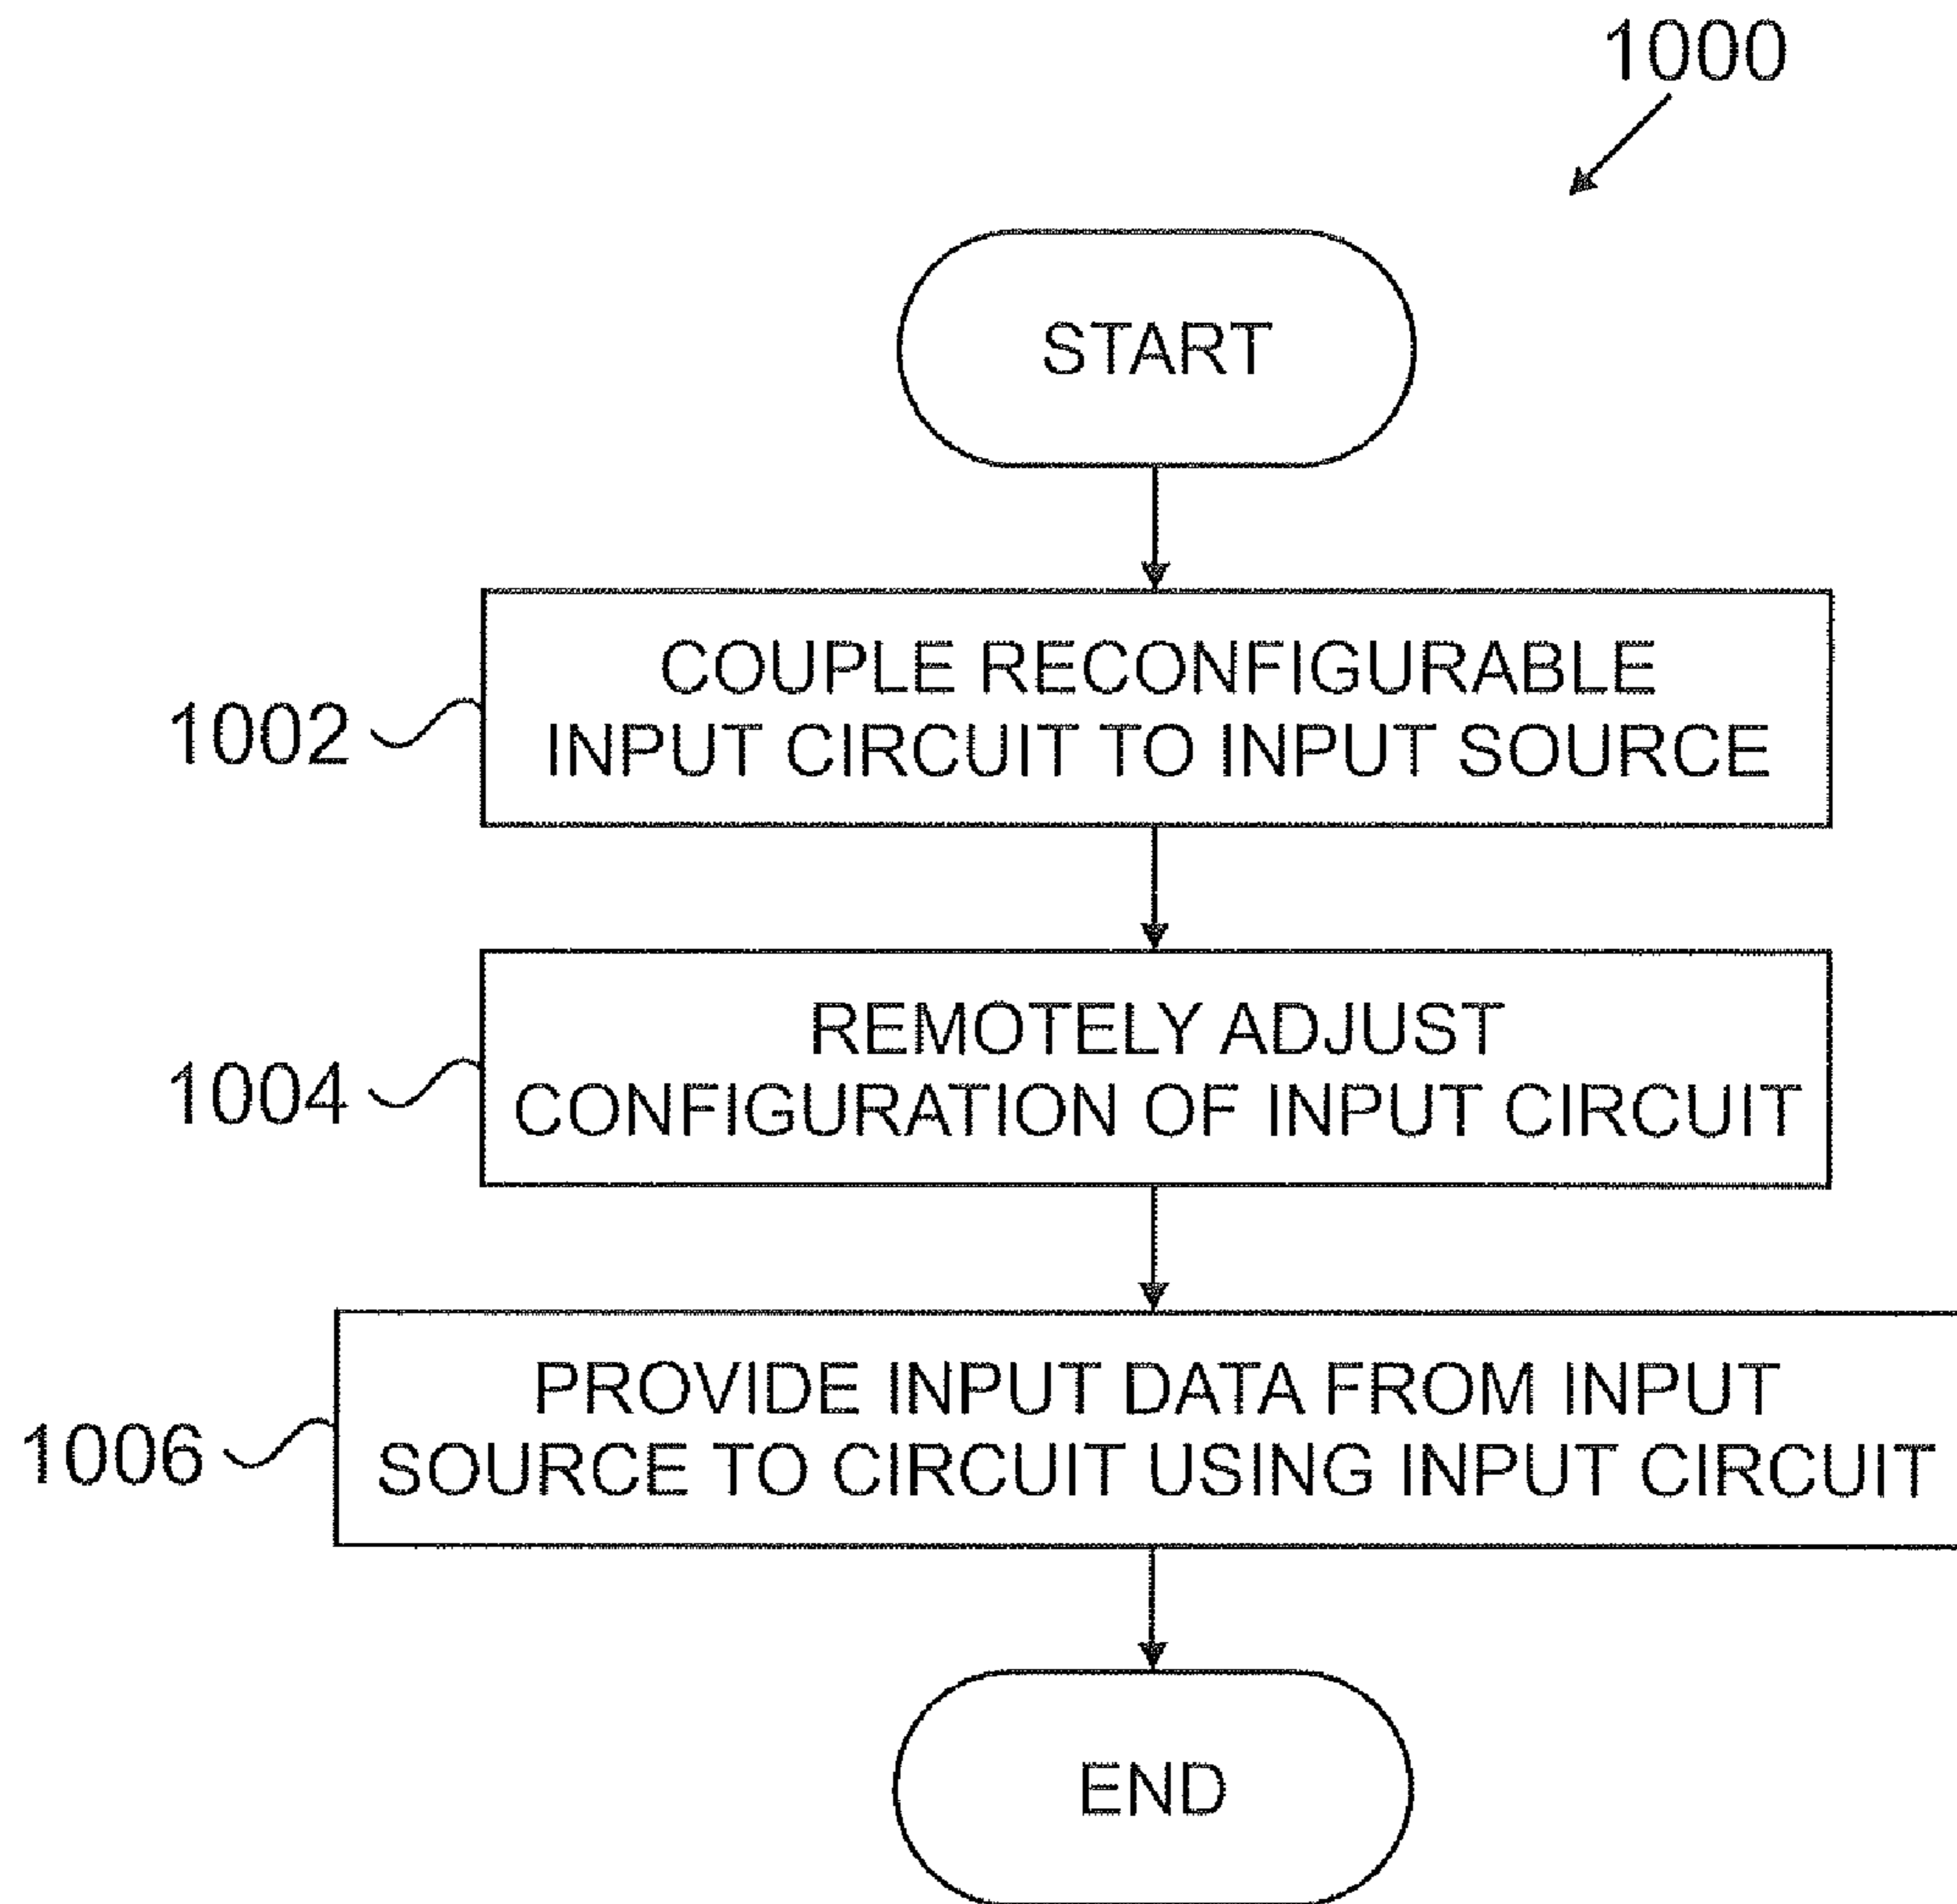 1000
START
1002
COUPLE RECONFIGURABLE
INPUT CIRCUIT TO INPUT SOURCE
1004
REMOTELY ADJUST
CONFIGURATION OF INPUT CIRCUIT
1006
PROVIDE INPUT DATA FROM INPUT
SOURCE TO CIRCUIT USING INPUT CIRCUIT
END